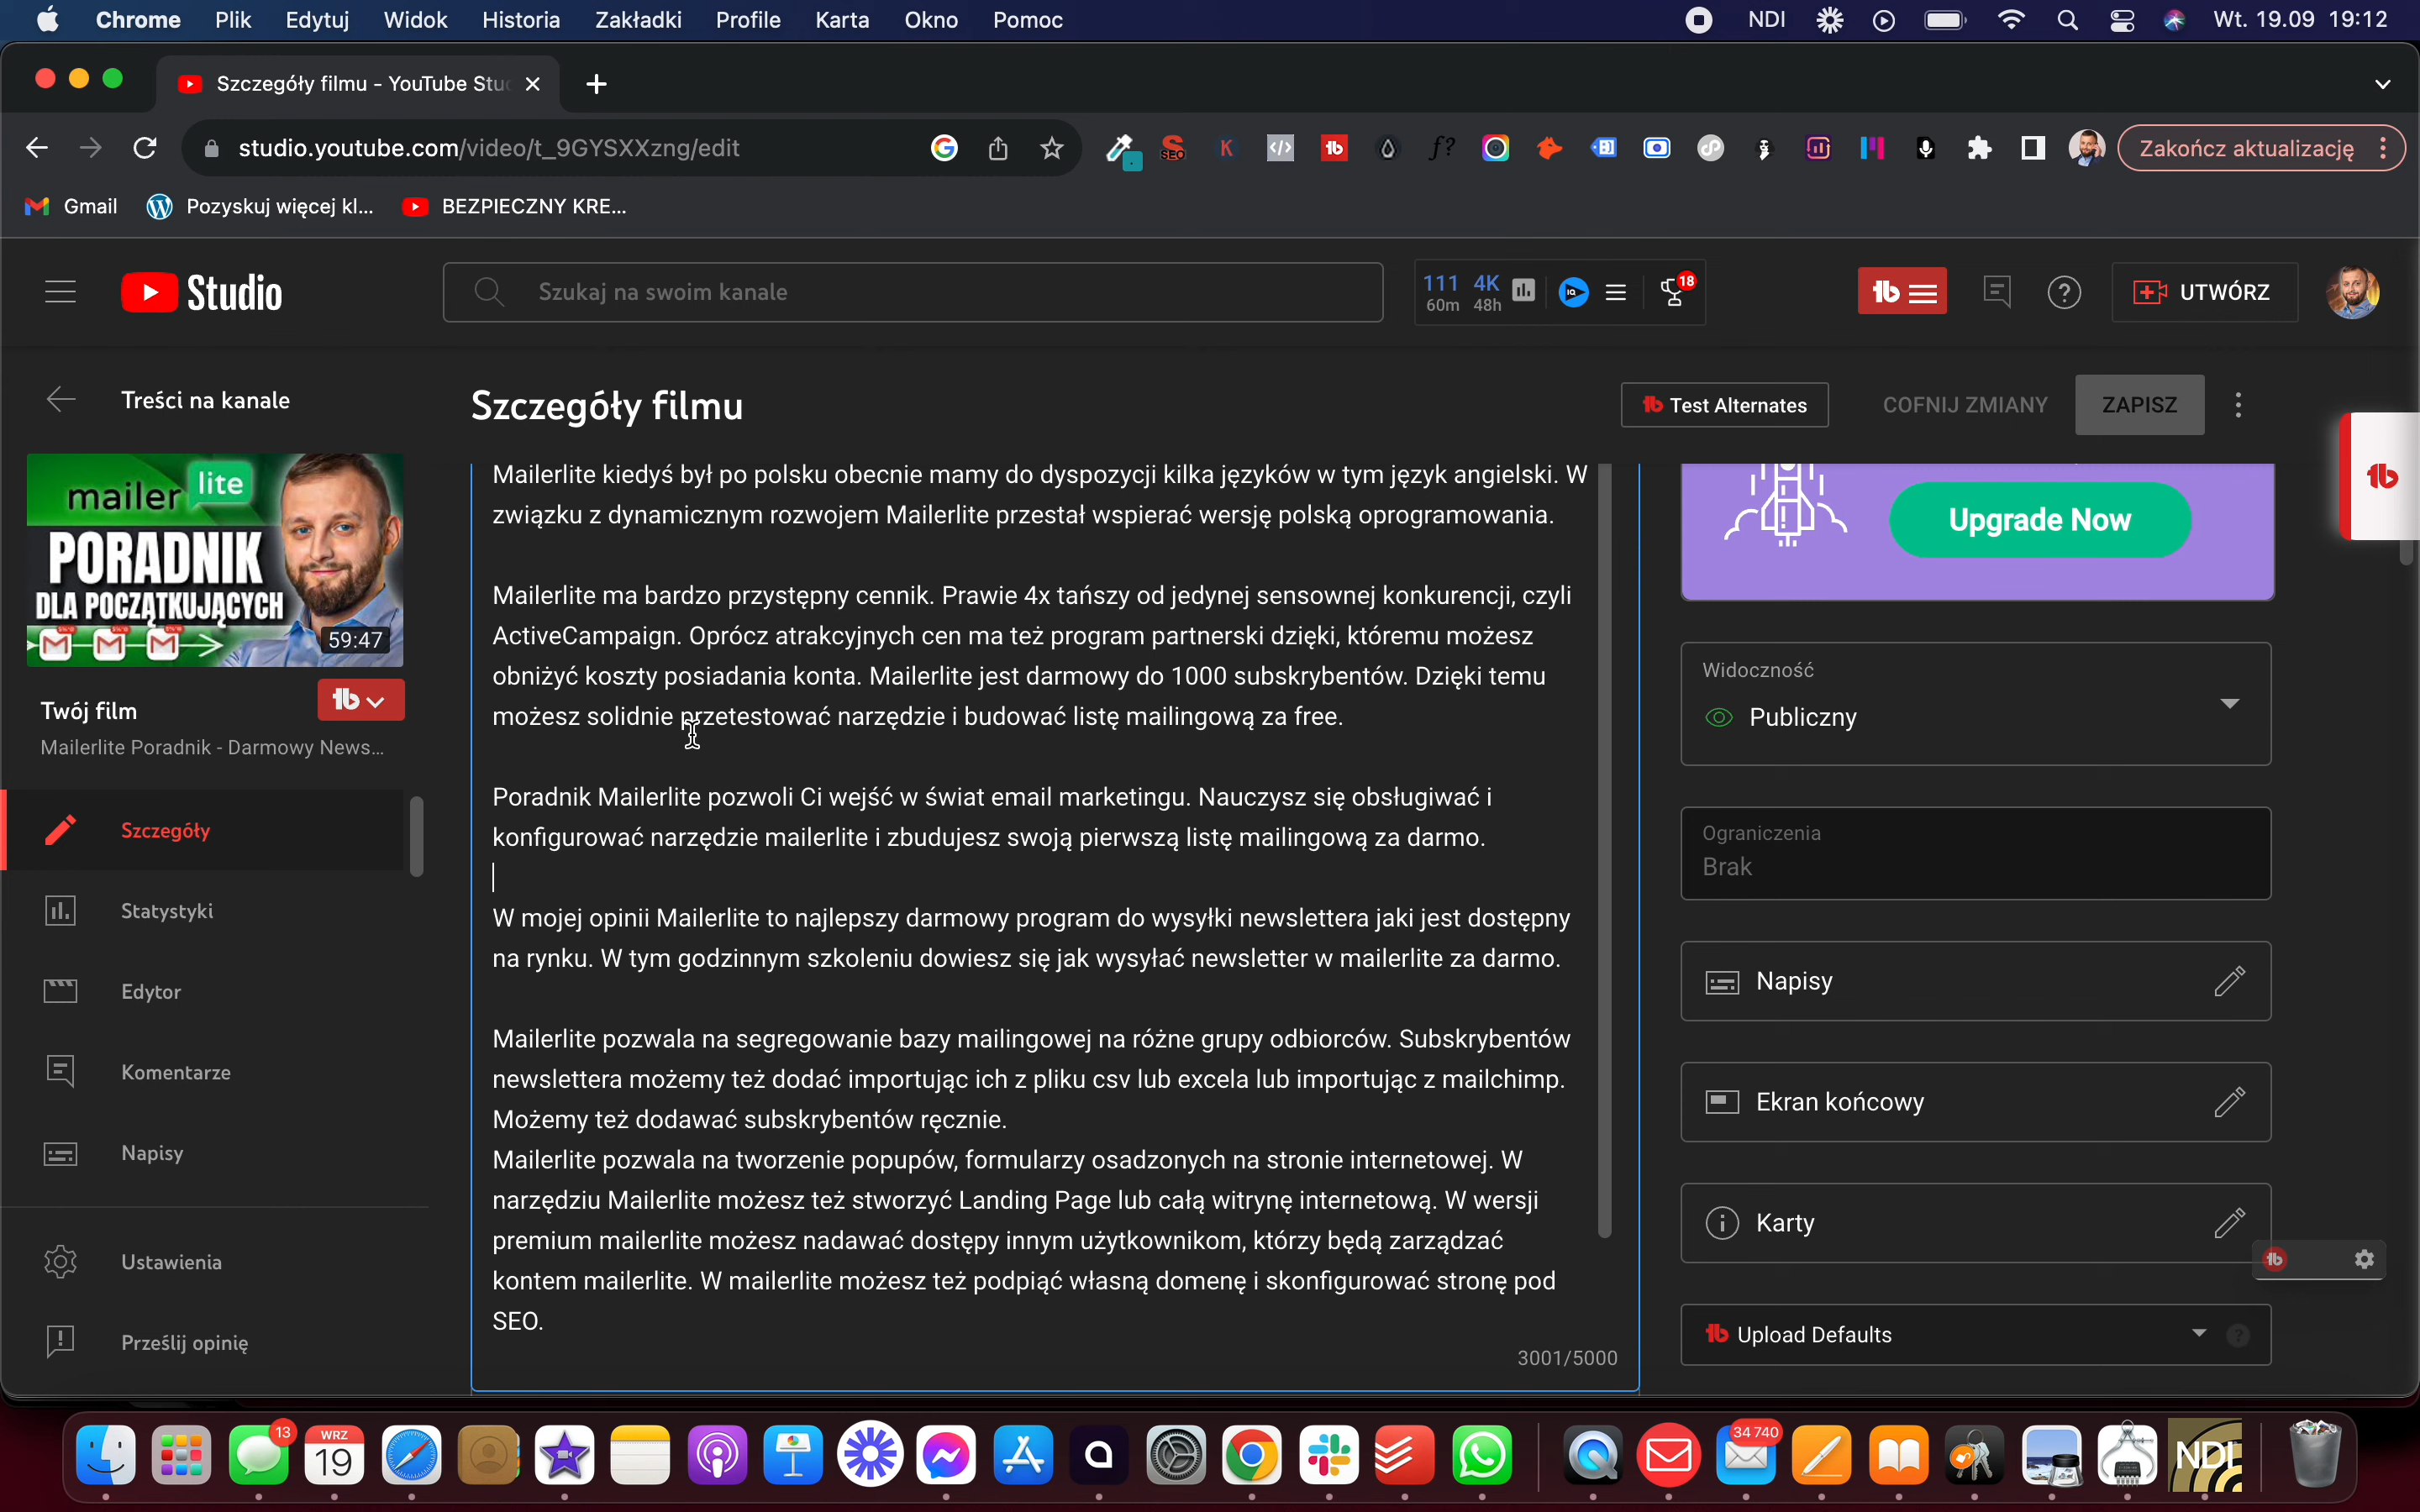 Chrome Plik Edytuj Widok Historia Zakładki Profile Karta Okno Pomoc NDI Wt. 19.09 19:12
Szczegóły filmu - YouTube Stu
studio.youtube.com/video/t_9GYSXXzng/edit SEO K f? Zakończ aktualizację
Gmail Pozyskuj więcej kl... BEZPIECZNY KRE...
Studio Szukaj na swoim kanale 111 60m 4K 48h IQ 18 UTWÓRZ
Treści na kanale
Szczegóły filmu Test Alternates COFNIJ ZMIANY ZAPISZ
mailer lite
PORADNIK
DLA POCZĄTKUJĄCYCH
59:47
Twój film
Mailerlite Poradnik - Darmowy News...
Szczegóły
Statystyki
Edytor
Komentarze
Napisy
Ustawienia
Prześlij opinię
Mailerlite kiedyś był po polsku obecnie mamy do dyspozycji kilka języków w tym język angielski. W
związku z dynamicznym rozwojem Mailerlite przestał wspierać wersję polską oprogramowania.
Mailerlite ma bardzo przystępny cennik. Prawie 4x tańszy od jedynej sensownej konkurencji, czyli
ActiveCampaign. Oprócz atrakcyjnych cen ma też program partnerski dzięki, któremu możesz
obniżyć koszty posiadania konta. Mailerlite jest darmowy do 1000 subskrybentów. Dzięki temu
możesz solidnie przetestować narzędzie i budować listę mailingową za free.
Poradnik Mailerlite pozwoli Ci wejść w świat email marketingu. Nauczysz się obsługiwać i
konfigurować narzędzie mailerlite i zbudujesz swoją pierwszą listę mailingową za darmo.
W mojej opinii Mailerlite to najlepszy darmowy program do wysyłki newslettera jaki jest dostępny
na rynku. W tym godzinnym szkoleniu dowiesz się jak wysyłać newsletter w mailerlite za darmo.
Mailerlite pozwala na segregowanie bazy mailingowej na różne grupy odbiorców. Subskrybentów
newslettera możemy też dodać importując ich z pliku csv lub excela lub importując z mailchimp.
Możemy też dodawać subskrybentów ręcznie.
Mailerlite pozwala na tworzenie popupów, formularzy osadzonych na stronie internetowej. W
narzędziu Mailerlite możesz też stworzyć Landing Page lub całą witrynę internetową. W wersji
premium mailerlite możesz nadawać dostępy innym użytkownikom, którzy będą zarządzać
kontem mailerlite. W mailerlite możesz też podpiąć własną domenę i skonfigurować stronę pod
SEO.
3001/5000
Upgrade Now
Widoczność
Publiczny
Ograniczenia
Brak
Napisy
Ekran końcowy
Karty
Upload Defaults
13 WRZ 19 34 740 NDI